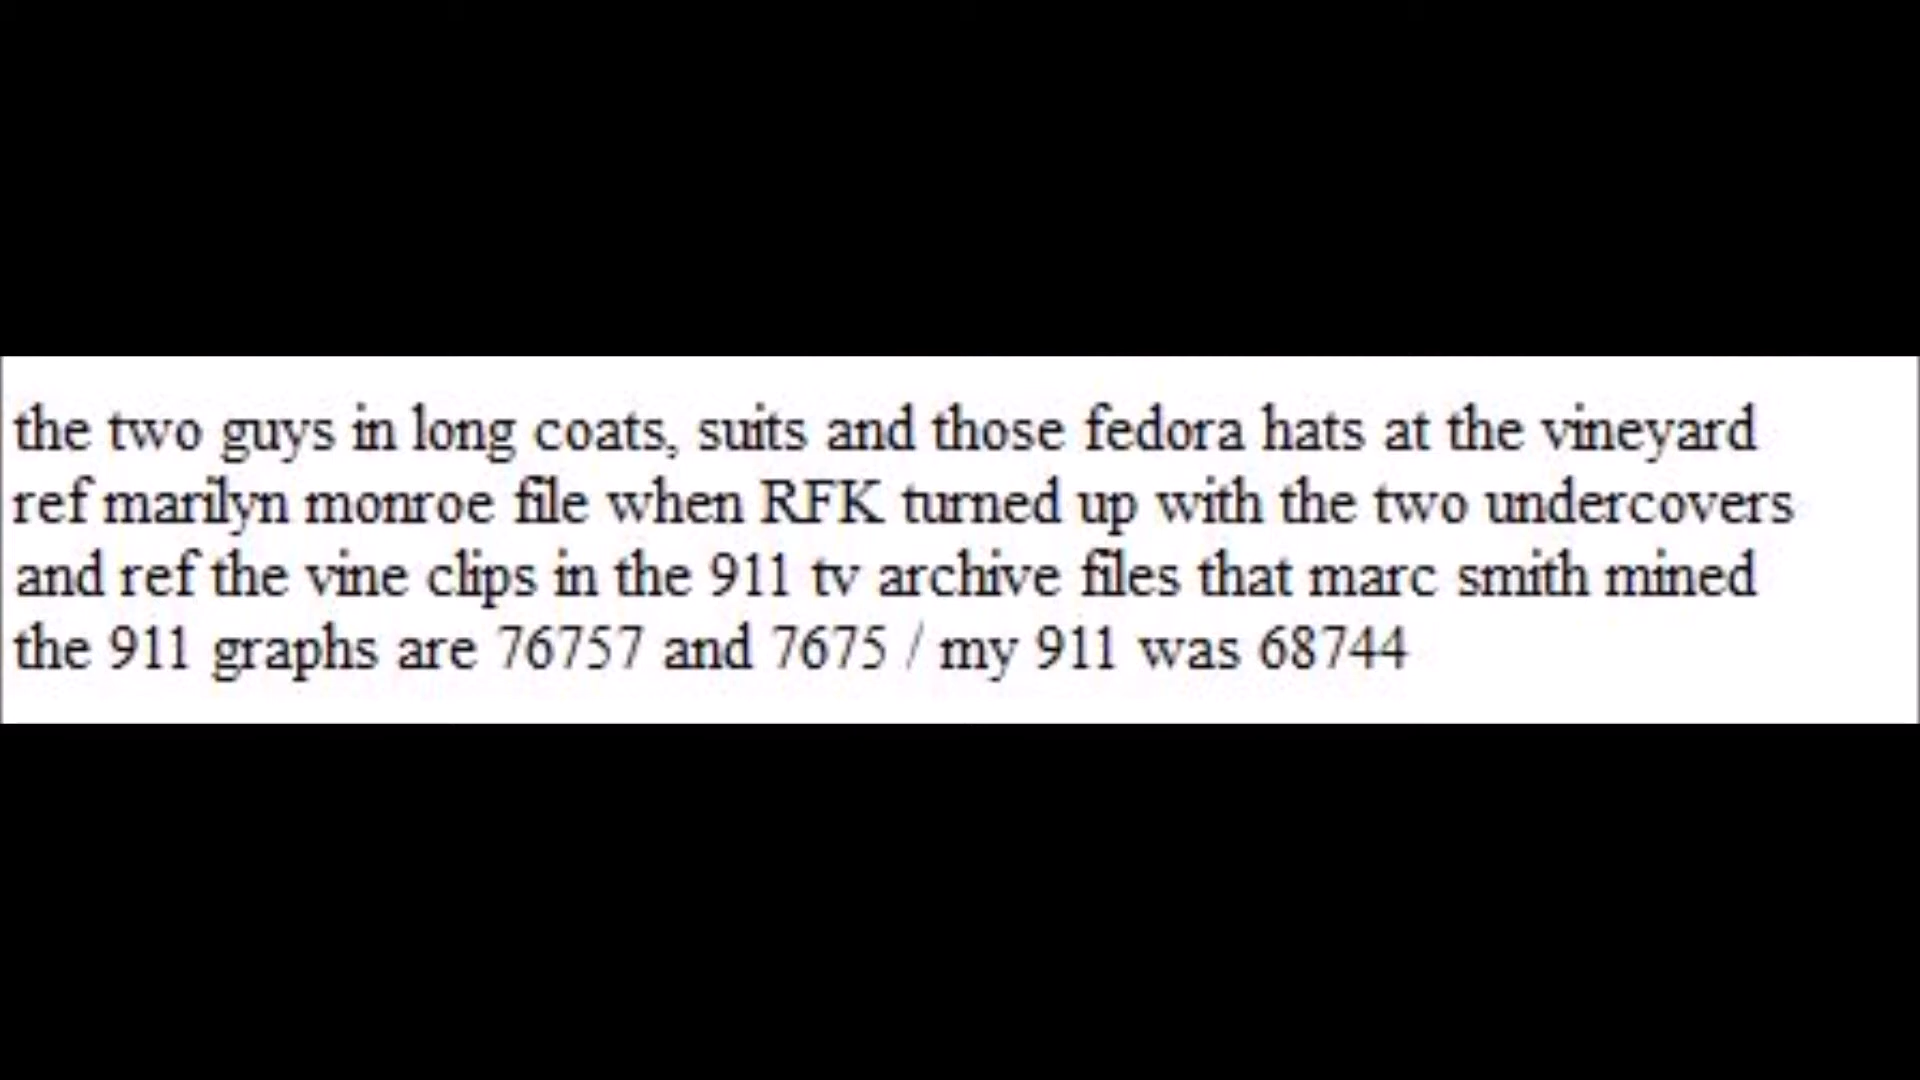 the two guys in long coats, suits and those fedora hats at the vineyard
ref marilyn monroe file when RFK turned up with the two undercovers
and ref the vine clips in the 911 tv archive files that marc smith mined
the 911 graphs are 76757 and 7675 / my 911 was 68744